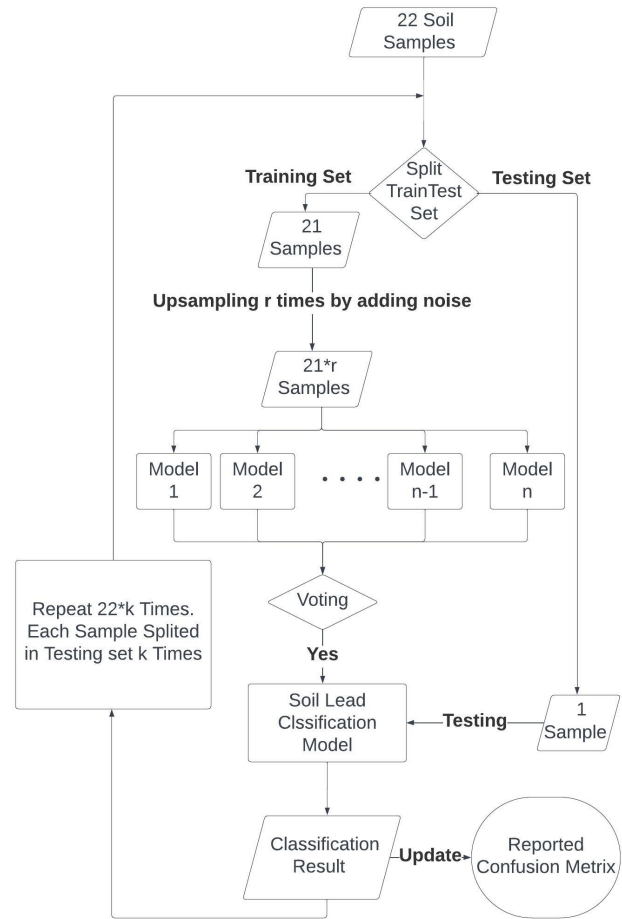 22 Soil
Samples
Split
TrainTest
Set
Training Set
Testing Set
21
Samples
Upsampling r times by adding noise
21*r
Samples
Model
1
Model
2
. . . .
Model
n-1
Model
n
Voting
Repeat 22*k Times.
Each Sample Splited
in Testing set k Times
Yes
Soil Lead
Clssification
Model
Testing
1
Sample
Classification
Result
Update
Reported
Confusion Metrix